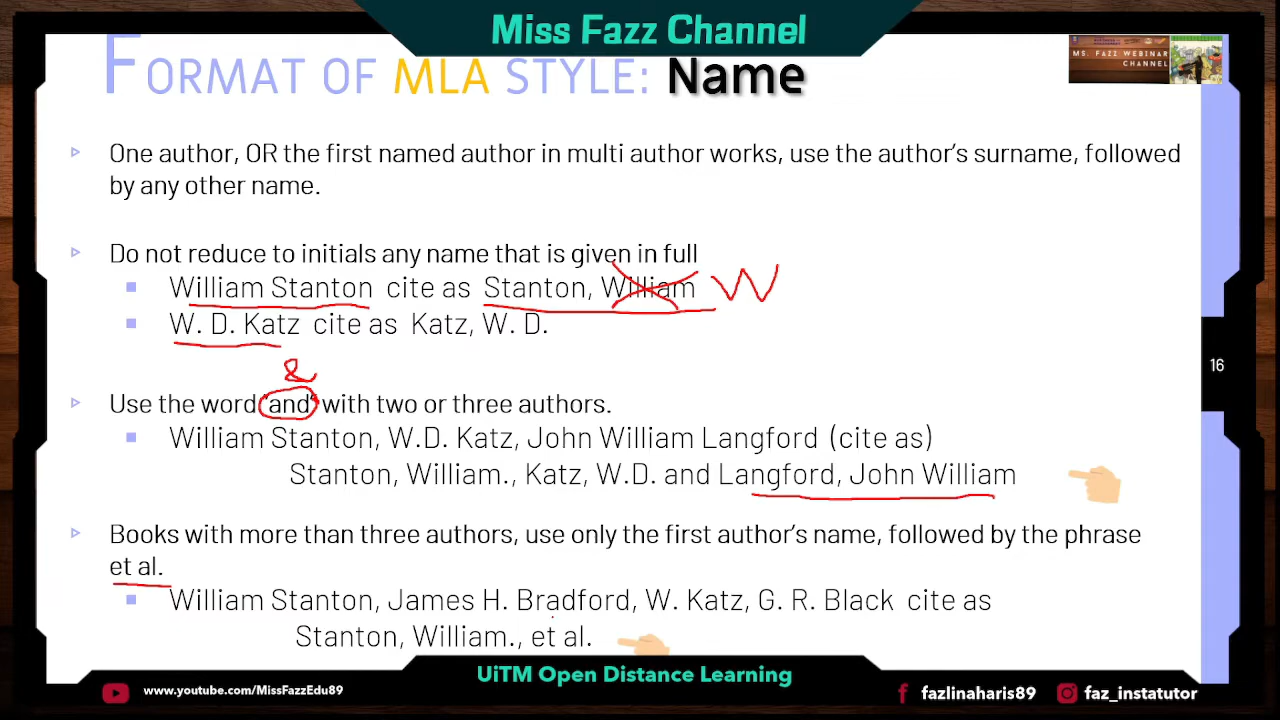 Miss Fazz Channel
FORMAT OF MLA STYLE: Name
MS. FAZZ WEBINAR
CHANNEL
One author, OR the first named author in multi author works, use the author's surname, followed
by any other name.
Do not reduce to initials any name that is given in full
William Stanton cite as Stanton, William W
W. D. Katz cite as Katz, W. D.
16
&
Use the word "and" with two or three authors.
William Stanton, W.D. Katz, John William Langford (cite as)
Stanton, William., Katz, W.D. and Langford, John William
Books with more than three authors, use only the first author's name, followed by the phrase
et al.
William Stanton, James H. Bradford, W. Katz, G. R. Black cite as
Stanton, William., et al.
UiTM Open Distance Learning
www.youtube.com/MissFazzEdu89
fazlinaharis89
faz_instatutor